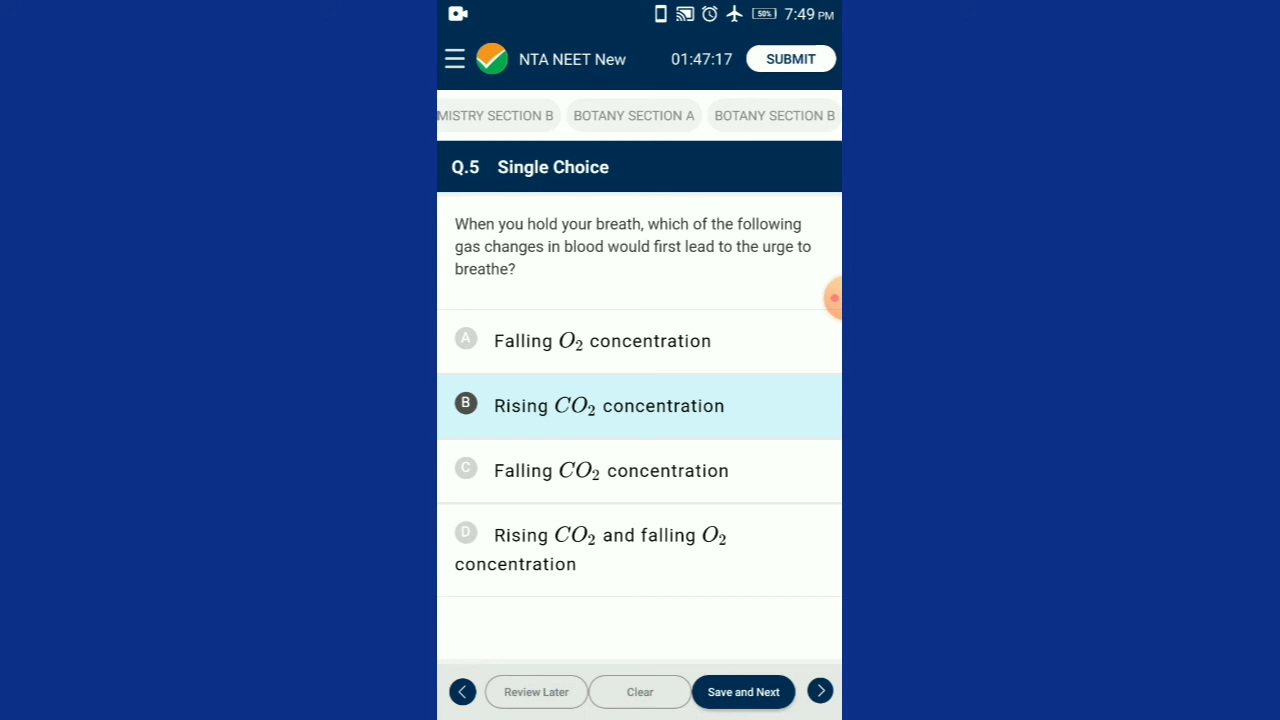 50% 7:49 PM
NTA NEET New 01:47:17 SUBMIT
MISTRY SECTION B BOTANY SECTION A BOTANY SECTION B
Q.5 Single Choice
When you hold your breath, which of the following
gas changes in blood would first lead to the urge to
breathe?
A Falling O₂ concentration
B Rising CO₂ concentration
C Falling CO₂ concentration
D Rising CO₂ and falling O₂
concentration
Review Later Clear Save and Next